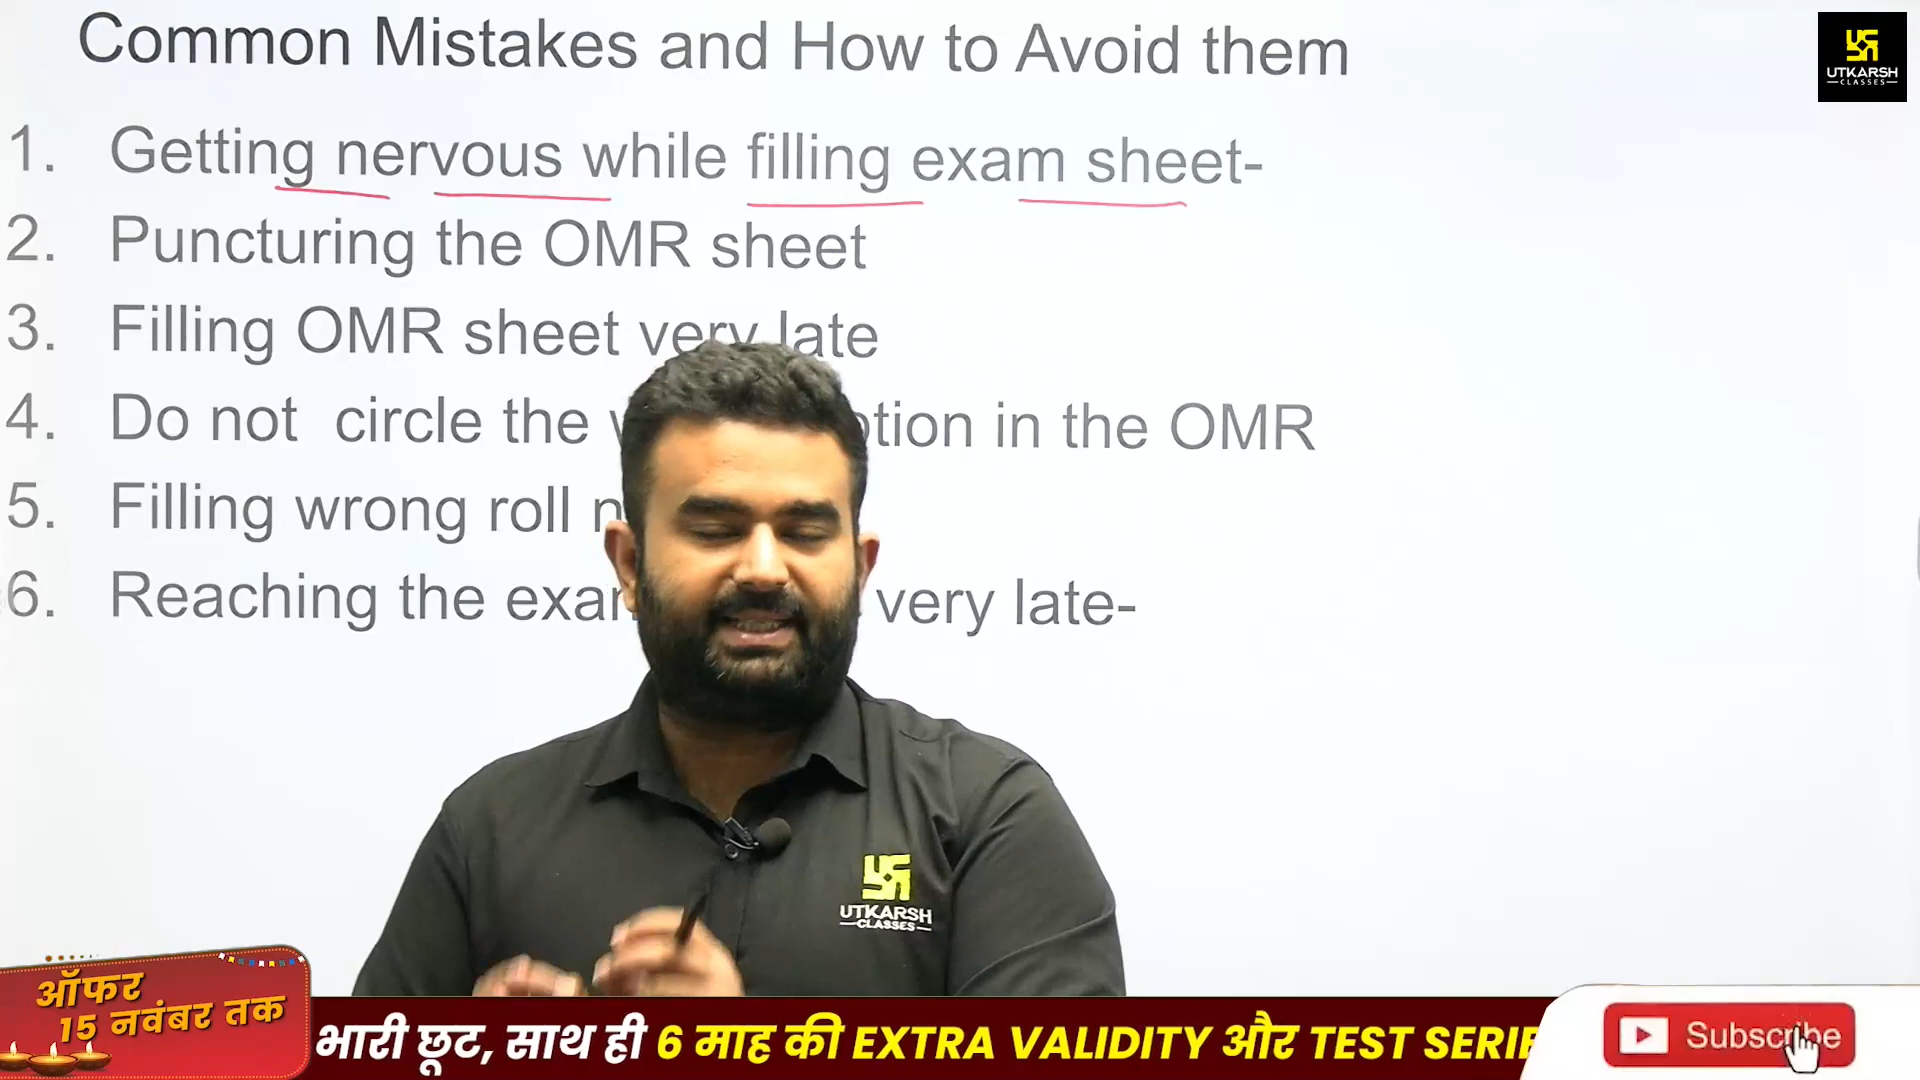 Common Mistakes and How to Avoid them
UTKARSH
CLASSES
1. Getting nervous while filling exam sheet-
2. Puncturing the OMR sheet
3. Filling OMR sheet very late
4. Do not circle the in the OMR
5. Filling wrong roll
6. Reaching the very late-
UTKARSH
CLASSES
ऑफर
15 नवंबर तक
भारी छूट, साथ ही 6 माह की EXTRA VALIDITY और TEST
Subscribe